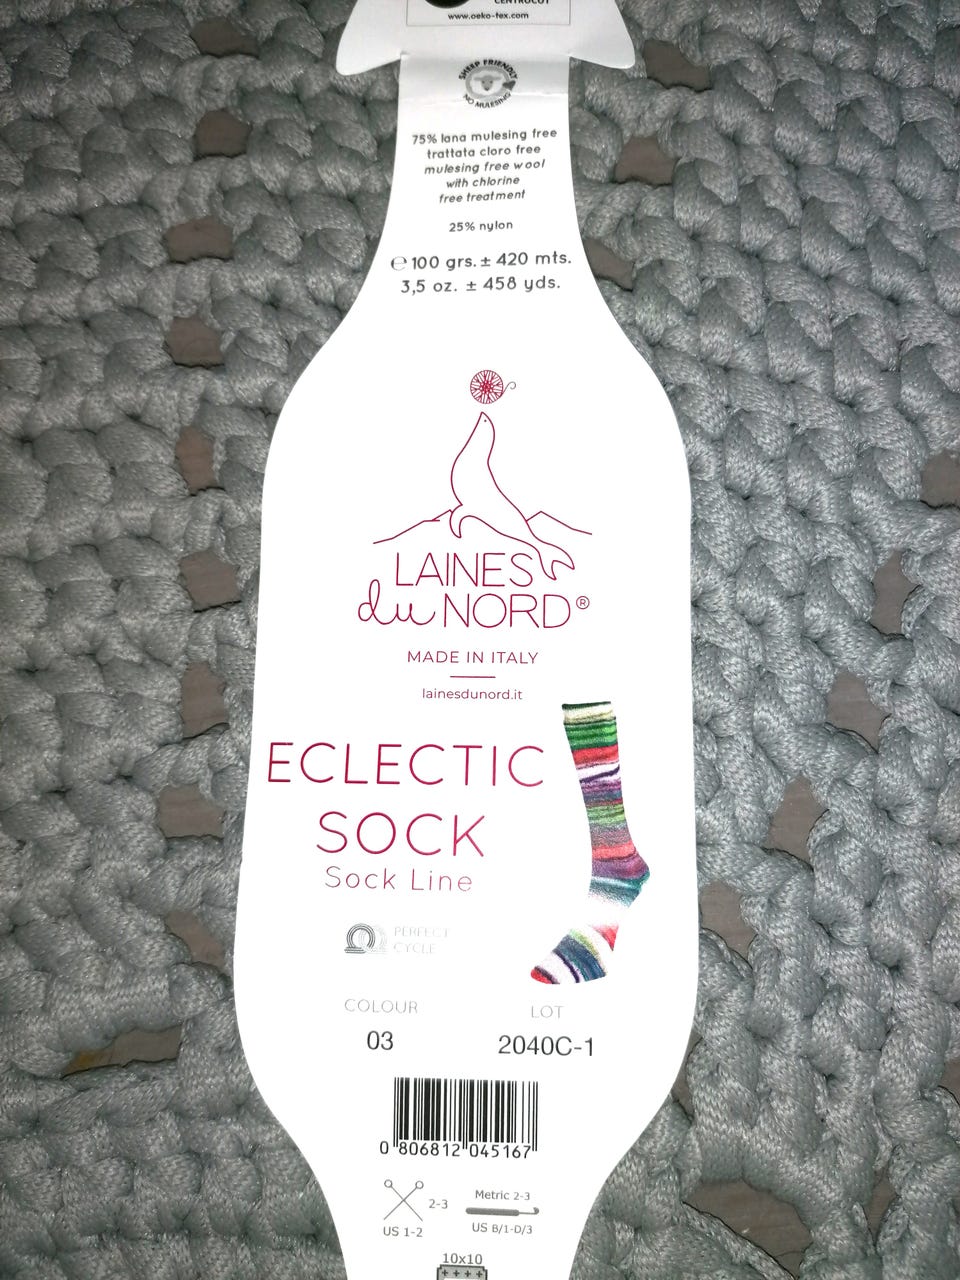 CENTROCOT
www.oeko-tex.com
SHEEP FRIENDLY
NO MULESING
75% lana mulesing free
trattata cloro free
mulesing free wool
with chlorine
free treatment
25% nylon
℮ 100 grs. ± 420 mts.
3,5 oz. ± 458 yds.
LAINES
du NORD®
MADE IN ITALY
lainesdunord.it
ECLECTIC
SOCK
Sock Line
PERFECT
CYCLE
COLOUR
LOT
03
2040C-1
0 806812 045167
2-3
Metric 2-3
US 1-2
US B/1-D/3
10x10